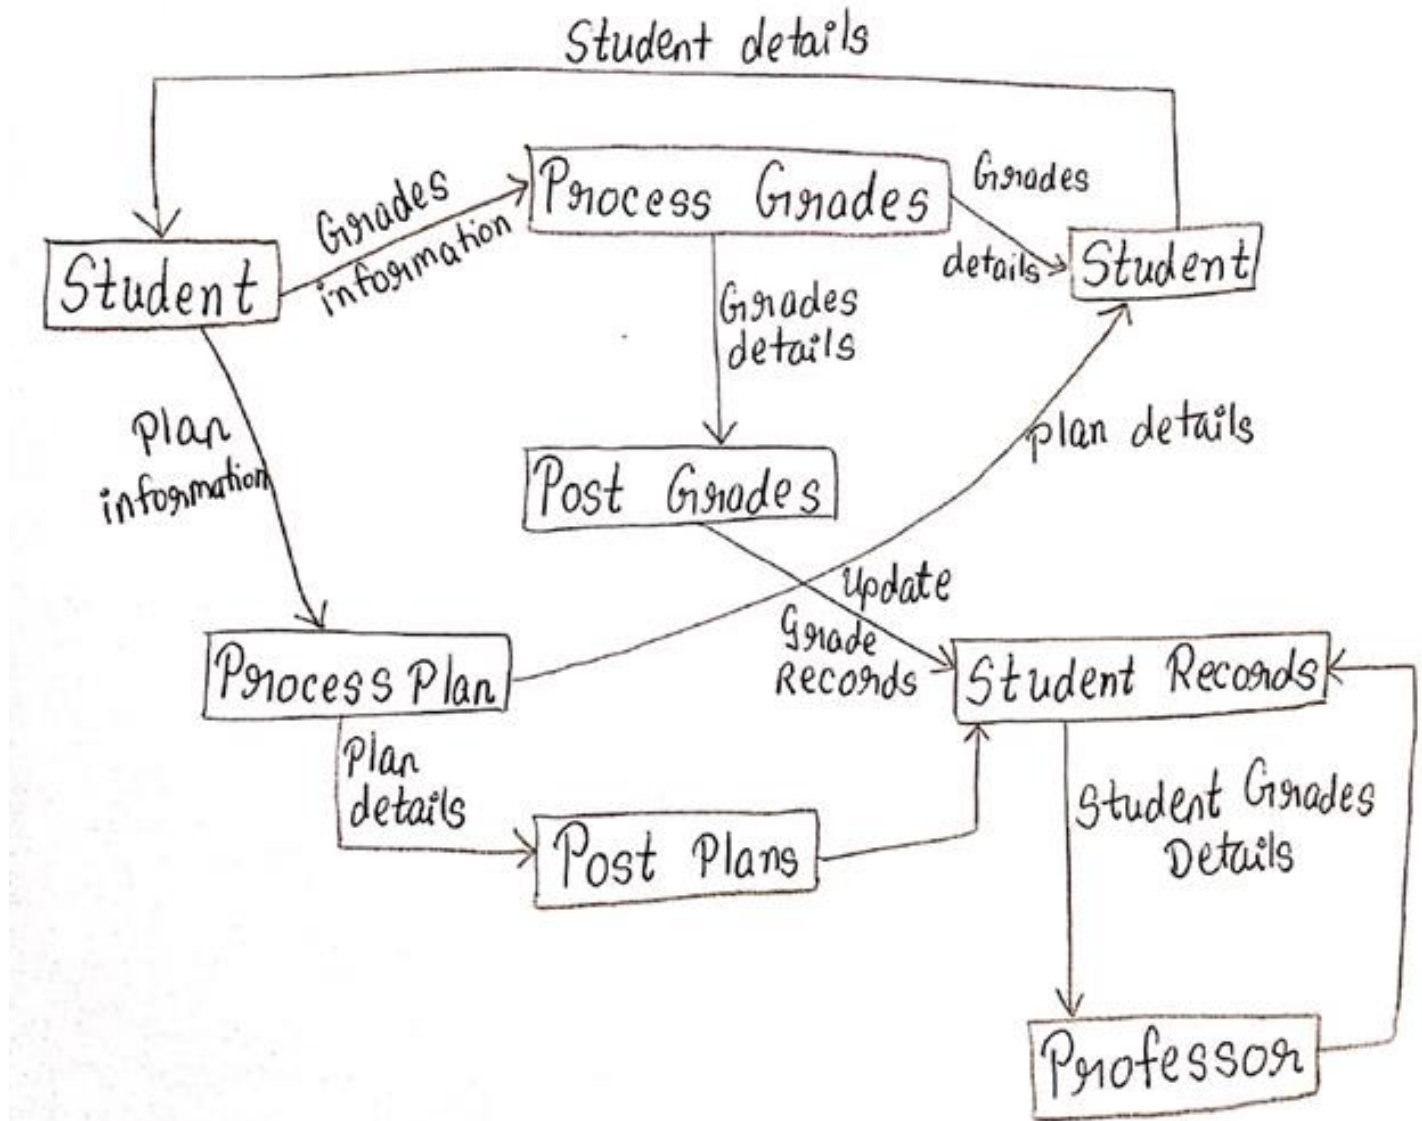 Student details
Process Grades
Grades
details
Student
Grades
information
Student
Grades
details
Plan
information
plan details
Post Grades
Update
Grade
Records
Process Plan
Student Records
Plan
details
Post Plans
Student Grades
Details
Professor